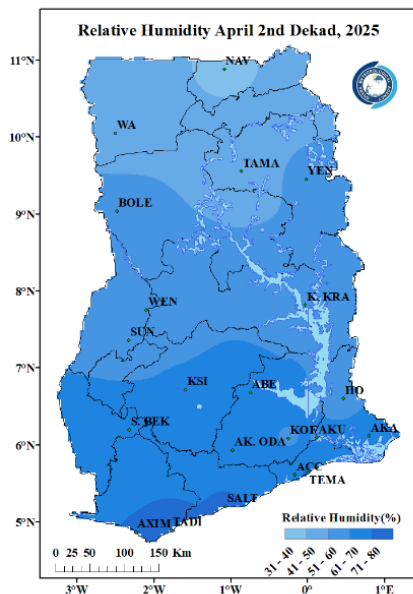 Relative Humidity April 2nd Dekad, 2025
11°N
NAV
WA
10°N
TAMA
YEN
BOLE
9°N
WEN
K. KRA
8°N
SUN
7°N
KSI
ABE
HO
S. BEK
KOF
AKU
AKA
6°N
AK. ODA
ACC
TEMA
SALT
5°N
AXIM
TADI
Relative Humidity(%)
31 - 40
41 - 50
51 - 60
61 - 70
71 - 80
0 25 50 100 150 Km
3°W 2°W 1°W 0° 1°E